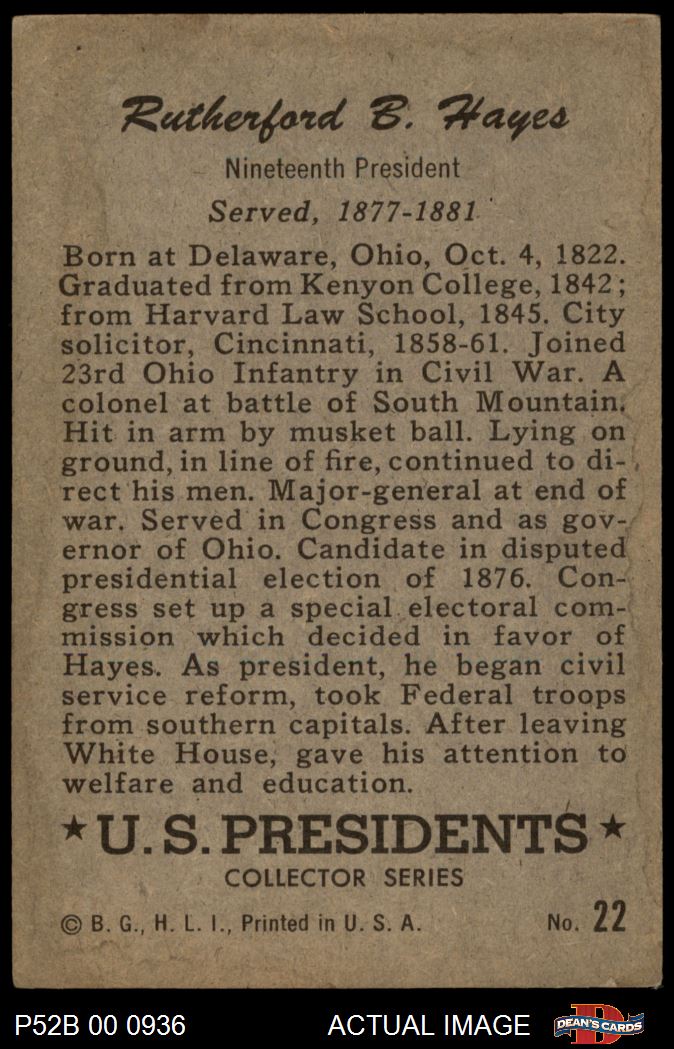 Rutherford B. Hayes
Nineteenth President
Served, 1877-1881
Born at Delaware, Ohio, Oct. 4, 1822.
Graduated from Kenyon College, 1842;
from Harvard Law School, 1845. City
solicitor, Cincinnati, 1858-61. Joined
23rd Ohio Infantry in Civil War. A
colonel at battle of South Mountain.
Hit in arm by musket ball. Lying on
ground, in line of fire, continued to di-
rect his men. Major-general at end of
war. Served in Congress and as gov-
ernor of Ohio. Candidate in disputed
presidential election of 1876. Con-
gress set up a special electoral com-
mission which decided in favor of
Hayes. As president, he began civil
service reform, took Federal troops
from southern capitals. After leaving
White House, gave his attention to
welfare and education.
★ U.S. PRESIDENTS ★
COLLECTOR SERIES
© B. G., H. L. I., Printed in U. S. A. No. 22
P52B 00 0936 ACTUAL IMAGE DEAN'S CARDS